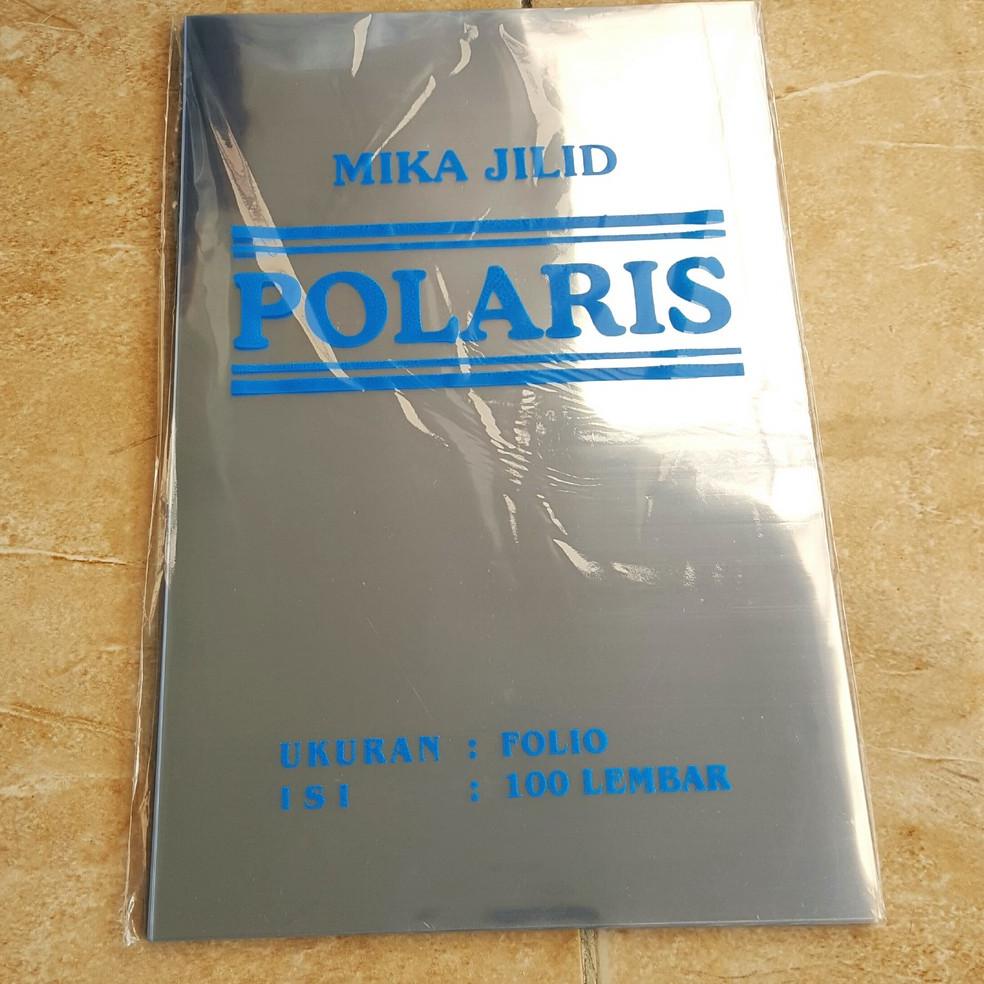 MIKA JILID
POLARIS
UKURAN : FOLIO
ISI : 100 LEMBAR